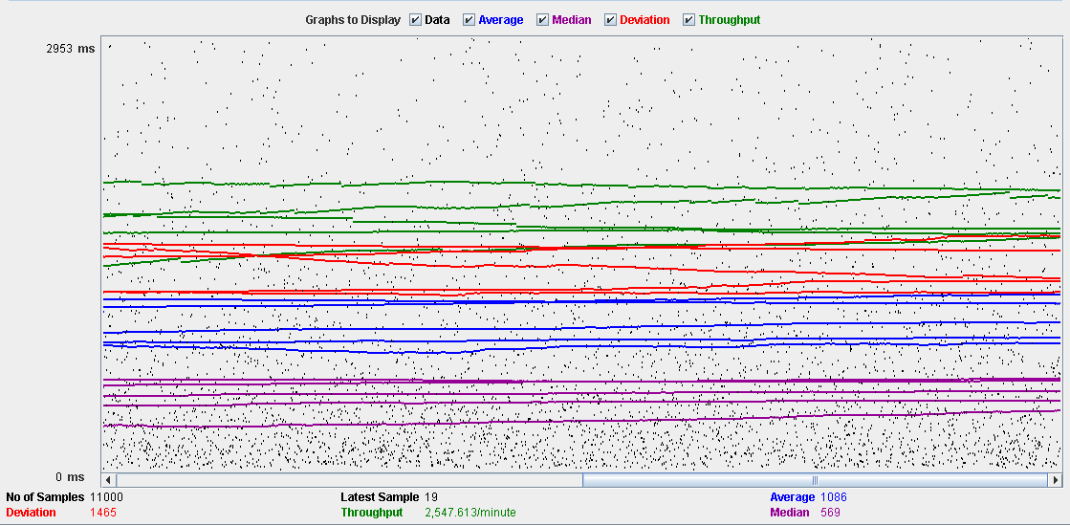 Graphs to Display Data Average Median Deviation Throughput
2953 ms
0 ms
No of Samples 11000 Latest Sample 19 Average 1086
Deviation 1465 Throughput 2,547.613/minute Median 569